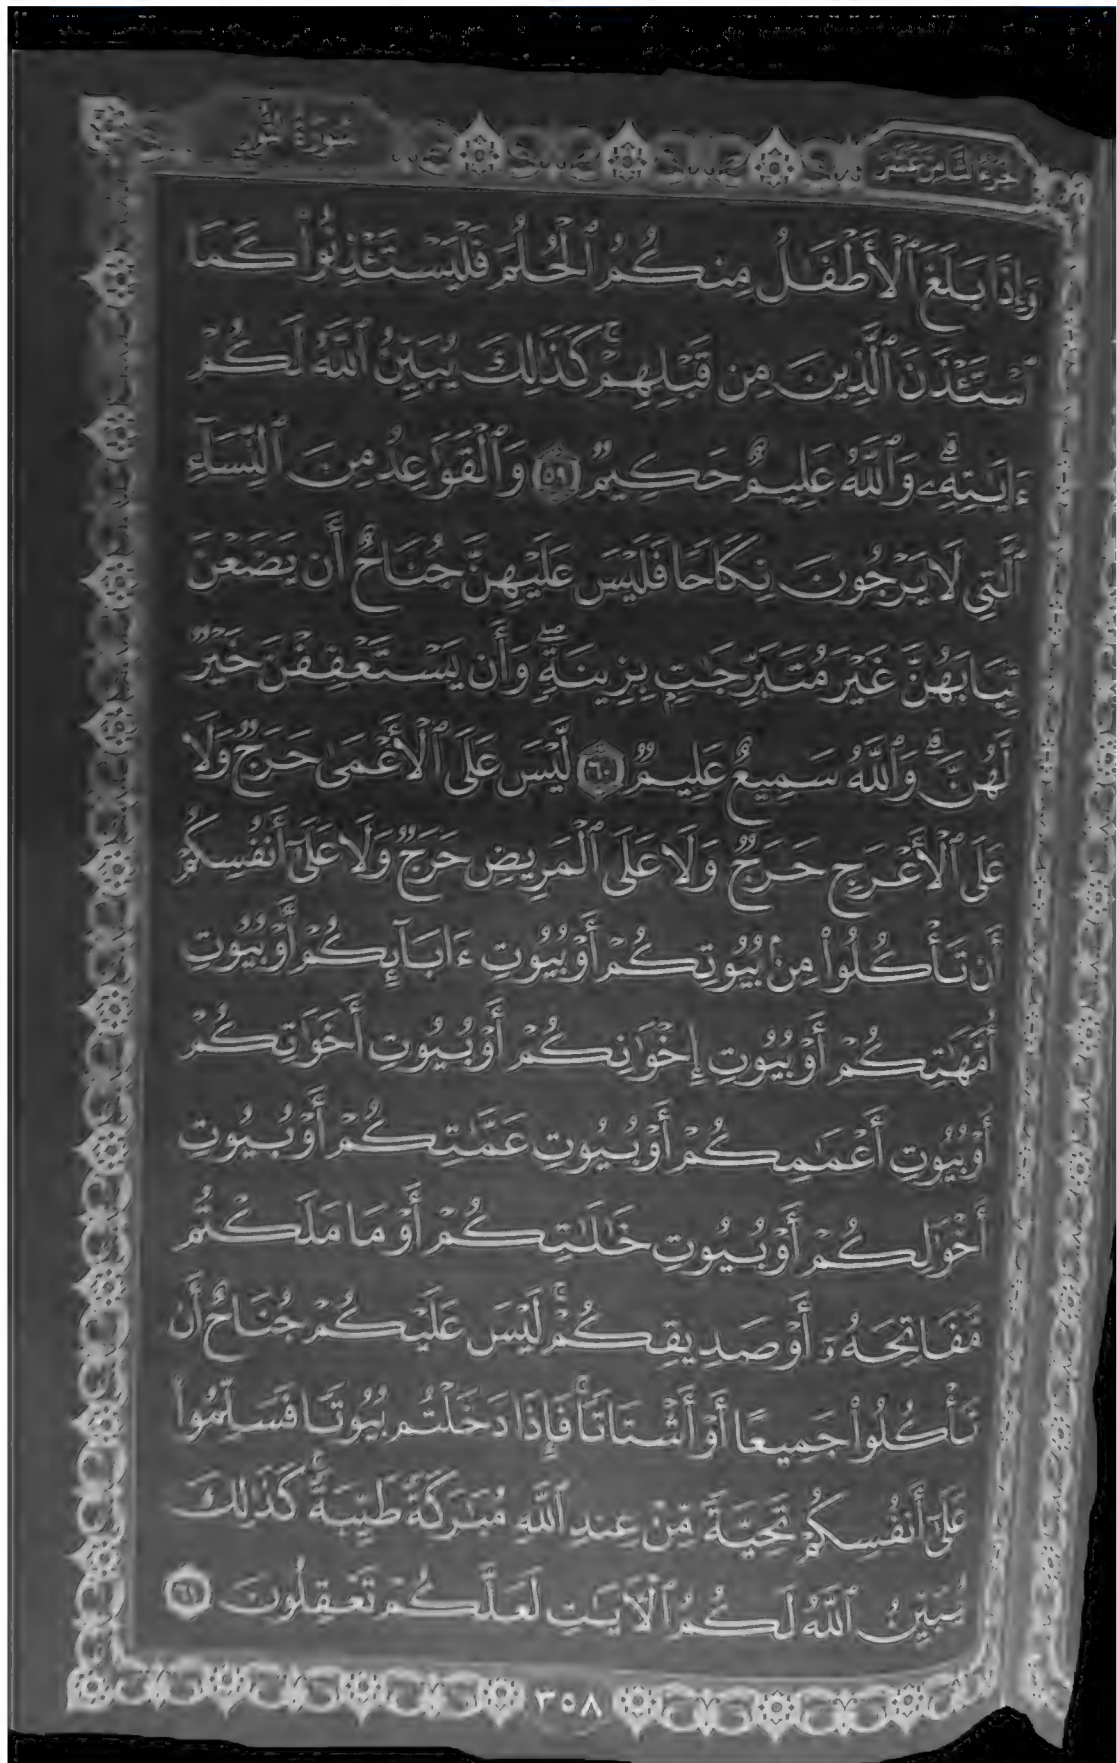 الجزء الثامن عشر
سورة النور
وَإِذَا بَلَغَ ٱلْأَطْفَٰلُ مِنكُمُ ٱلْحُلُمَ فَلْيَسْتَـْٔذِنُوا۟ كَمَا
ٱسْتَـْٔذَنَ ٱلَّذِينَ مِن قَبْلِهِمْ ۚ كَذَٰلِكَ يُبَيِّنُ ٱللَّهُ لَكُمْ
ءَايَٰتِهِۦ ۗ وَٱللَّهُ عَلِيمٌ حَكِيمٌ ٥٩ وَٱلْقَوَٰعِدُ مِنَ ٱلنِّسَآءِ
ٱلَّٰتِى لَا يَرْجُونَ نِكَاحًا فَلَيْسَ عَلَيْهِنَّ جُنَاحٌ أَن يَضَعْنَ
ثِيَابَهُنَّ غَيْرَ مُتَبَرِّجَٰتٍۭ بِزِينَةٍ ۖ وَأَن يَسْتَعْفِفْنَ خَيْرٌ
لَّهُنَّ ۗ وَٱللَّهُ سَمِيعٌ عَلِيمٌ ٦٠ لَّيْسَ عَلَى ٱلْأَعْمَىٰ حَرَجٌ وَلَا
عَلَى ٱلْأَعْرَجِ حَرَجٌ وَلَا عَلَى ٱلْمَرِيضِ حَرَجٌ وَلَا عَلَىٰٓ أَنفُسِكُمْ
أَن تَأْكُلُوا۟ مِنۢ بُيُوتِكُمْ أَوْ بُيُوتِ ءَابَآئِكُمْ أَوْ بُيُوتِ
أُمَّهَٰتِكُمْ أَوْ بُيُوتِ إِخْوَٰنِكُمْ أَوْ بُيُوتِ أَخَوَٰتِكُمْ
أَوْ بُيُوتِ أَعْمَٰمِكُمْ أَوْ بُيُوتِ عَمَّٰتِكُمْ أَوْ بُيُوتِ
أَخْوَٰلِكُمْ أَوْ بُيُوتِ خَٰلَٰتِكُمْ أَوْ مَا مَلَكْتُم
مَّفَاتِحَهُۥٓ أَوْ صَدِيقِكُمْ ۚ لَيْسَ عَلَيْكُمْ جُنَاحٌ أَن
تَأْكُلُوا۟ جَمِيعًا أَوْ أَشْتَاتًا ۚ فَإِذَا دَخَلْتُم بُيُوتًا فَسَلِّمُوا۟
عَلَىٰٓ أَنفُسِكُمْ تَحِيَّةً مِّنْ عِندِ ٱللَّهِ مُبَٰرَكَةً طَيِّبَةً ۚ كَذَٰلِكَ
يُبَيِّنُ ٱللَّهُ لَكُمُ ٱلْءَايَٰتِ لَعَلَّكُمْ تَعْقِلُونَ ٦١
٣٥٨